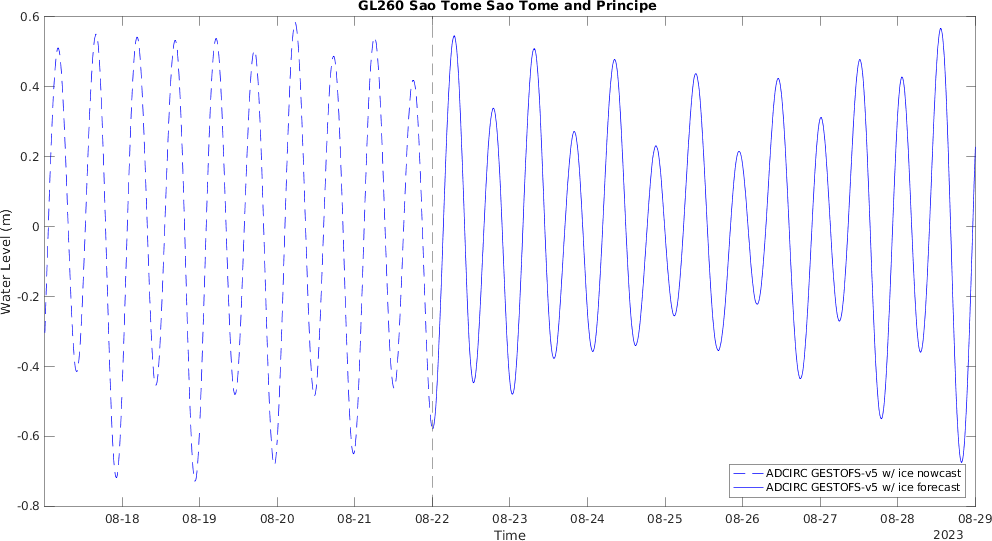 GL260 Sao Tome Sao Tome and Principe
Water Level (m)
0.6
0.4
0.2
0
-0.2
-0.4
-0.6
-0.8
ADCIRC GESTOFS-v5 w/ ice nowcast
ADCIRC GESTOFS-v5 w/ ice forecast
08-18 08-19 08-20 08-21 08-22 08-23 08-24 08-25 08-26 08-27 08-28 08-29
Time
2023